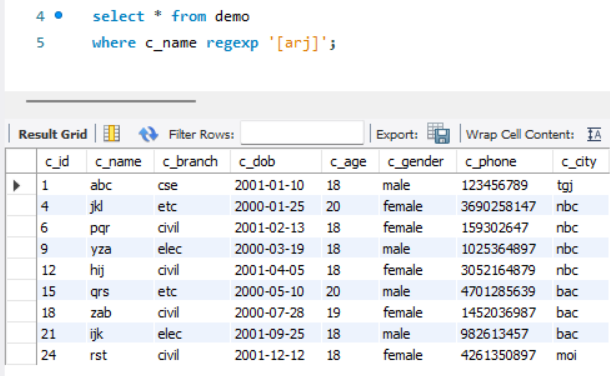 4 select * from demo
5 where c_name regexp '[arj]';
Result Grid Filter Rows: Export: Wrap Cell Content: IA
c_id c_name c_branch c_dob c_age c_gender c_phone c_city
1 abc cse 2001-01-10 18 male 123456789 tgj
4 jkl etc 2000-01-25 20 female 3690258147 nbc
6 pqr civil 2001-02-13 18 female 159302647 nbc
9 yza elec 2000-03-19 18 male 1025364897 nbc
12 hij civil 2001-04-05 18 female 3052164879 nbc
15 qrs etc 2000-05-10 20 male 4701285639 bac
18 zab civil 2000-07-28 19 female 1452036987 bac
21 ijk elec 2001-09-25 18 male 982613457 bac
24 rst civil 2001-12-12 18 female 4261350897 moi